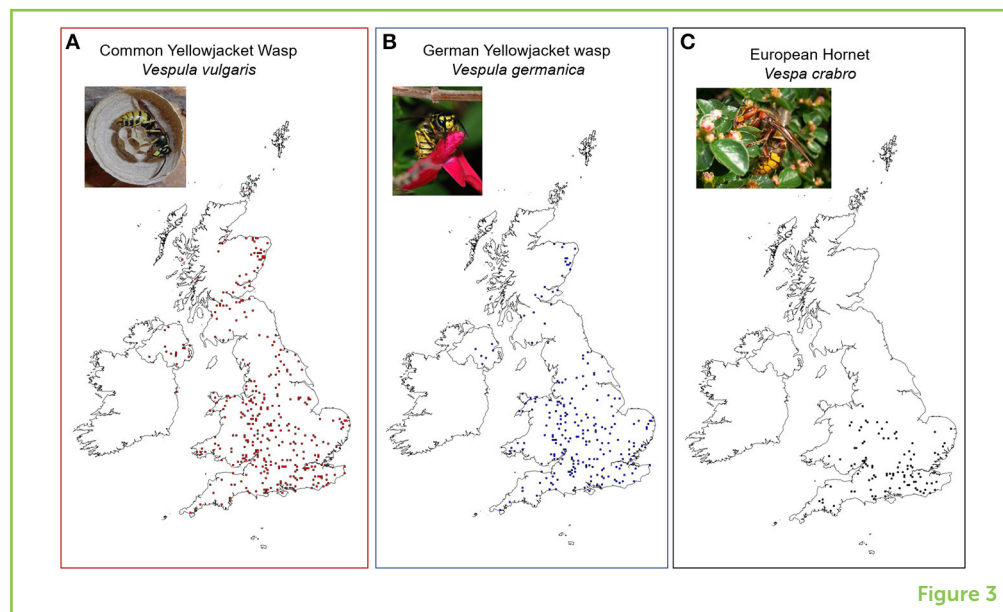 A
Common Yellowjacket Wasp
Vespula vulgaris
B
German Yellowjacket wasp
Vespula germanica
C
European Hornet
Vespa crabro
Figure 3